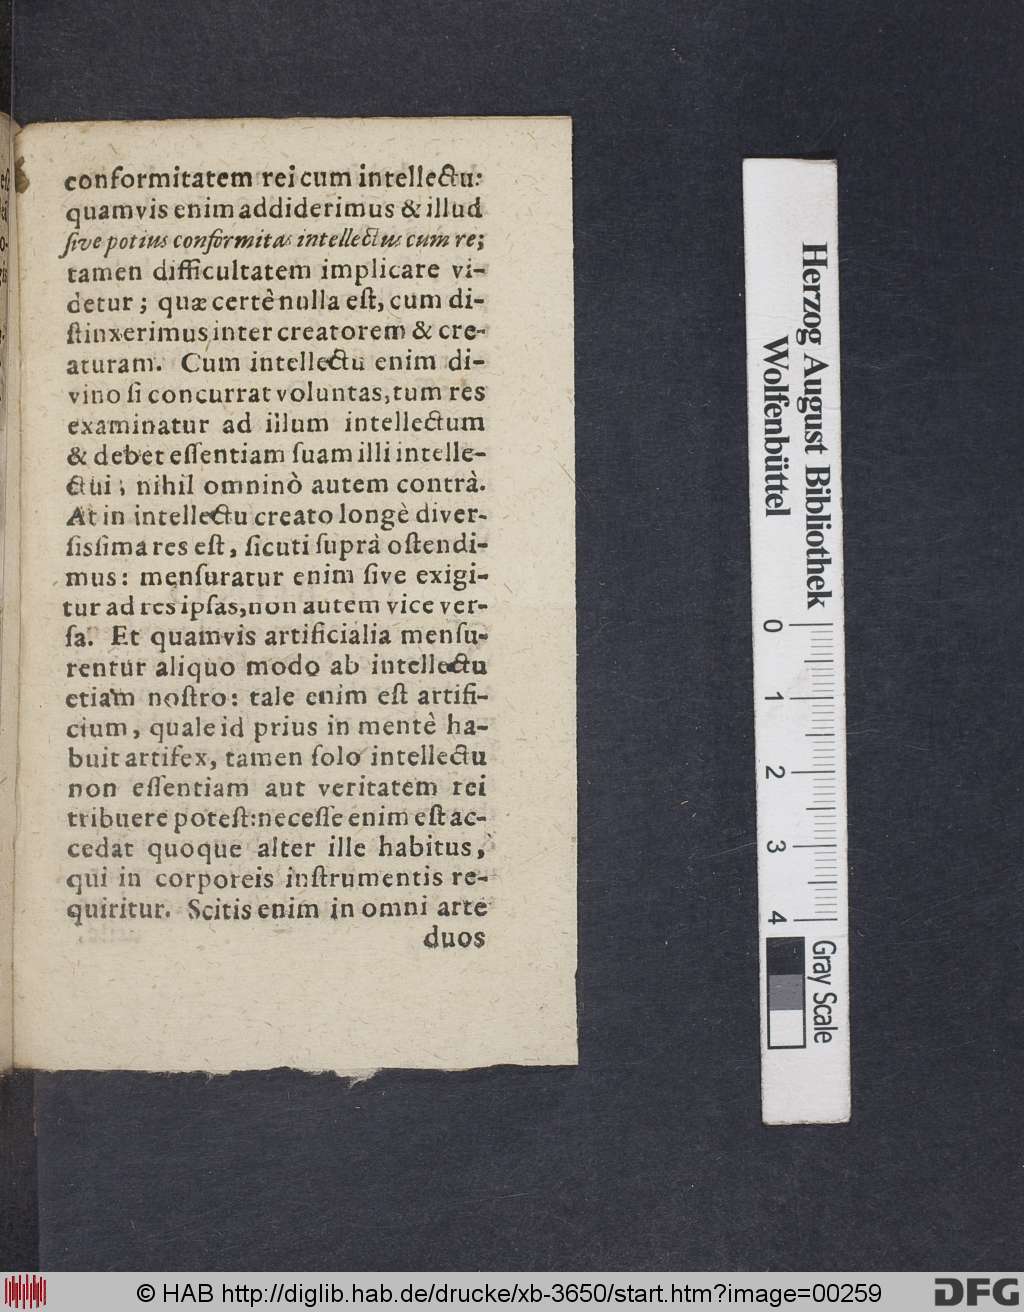 conformitatem rei cum intellectu:
quamvis enim addiderimus & illud
ſive potius conformitas intellectus cum re;
tamen difficultatem implicare vi-
detur; quæ certè nulla eſt, cum di-
ſtinxerimus inter creatorem & cre-
aturam. Cum intellectu enim di-
vino ſi concurrat voluntas, tum res
examinatur ad illum intellectum
& debet eſſentiam ſuam illi intelle-
ctui; nihil omninò autem contrà.
At in intellectu creato longè diver-
ſisſima res eſt, ſicuti ſuprà oſtendi-
mus: menſuratur enim ſive exigi-
tur ad res ipſas, non autem vice ver-
ſa. Et quamvis artificialia menſu-
rentur aliquo modo ab intellectu
etiam noſtro: tale enim eſt artifi-
cium, quale id prius in mentè ha-
buit artifex, tamen ſolo intellectu
non eſſentiam aut veritatem rei
tribuere poteſt: neceſſe enim eſt ac-
cedat quoque alter ille habitus,
qui in corporeis inſtrumentis re-
quiritur. Scitis enim in omni arte
duos
Herzog August Bibliothek
Wolfenbüttel
0 1 2 3 4
Gray Scale
© HAB http://diglib.hab.de/drucke/xb-3650/start.htm?image=00259
DFG